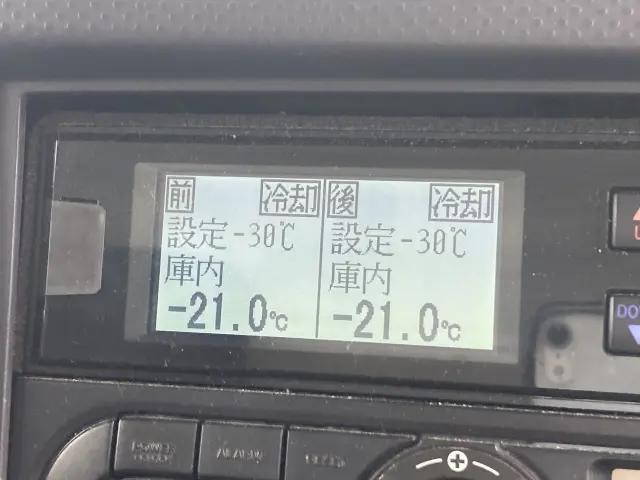 前 冷却
設定-30℃
庫内
-21.0℃
後 冷却
設定-30℃
庫内
-21.0℃